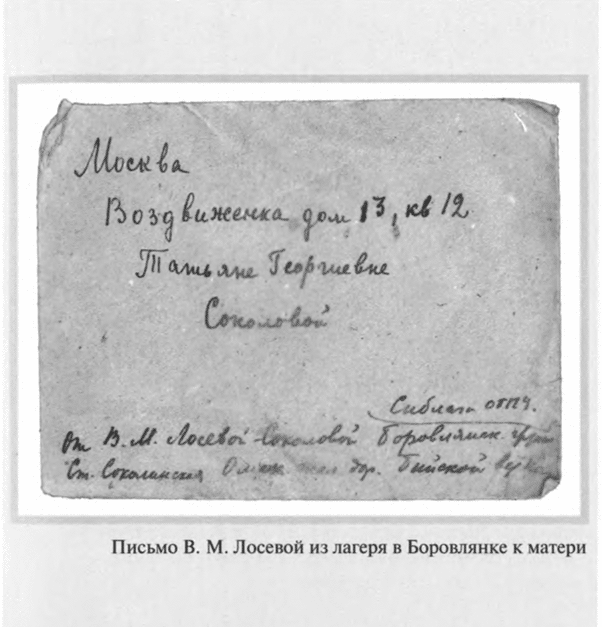 Москва
Воздвиженка дом 13, кв 12
Татьяне Георгиевне
Соколовой
Сиблаг ОГПУ.
От В. М. Лосевой-Соколовой Боровлянск.
Ст. Соколинская Омск. жел. дор. Бийской
Письмо В. М. Лосевой из лагеря в Боровлянке к матери